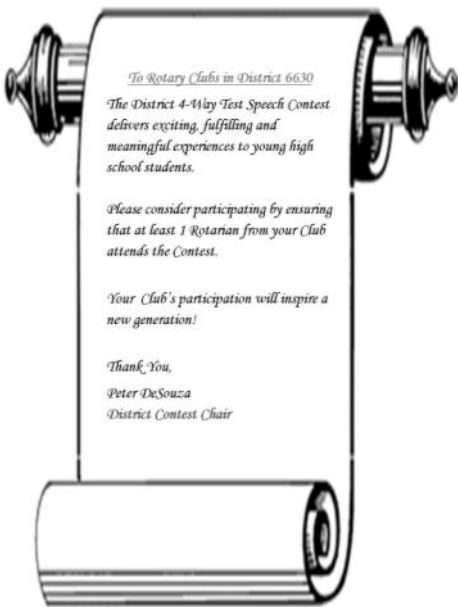 To Rotary Clubs in District 6630
The District 4-Way Test Speech Contest
delivers exciting, fulfilling and
meaningful experiences to young high
school students.
Please consider participating by ensuring
that at least 1 Rotarian from your Club
attends the Contest.
Your Club's participation will inspire a
new generation!
Thank You,
Peter DeSouza
District Contest Chair